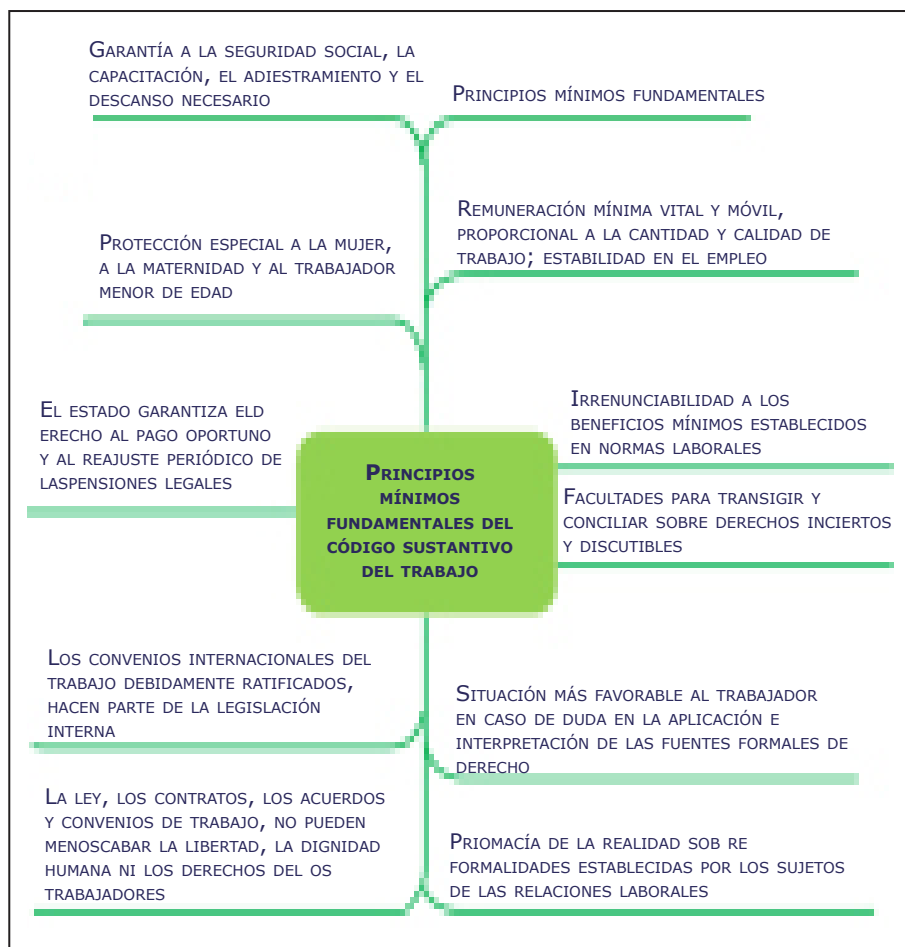 Garantía a la seguridad social, la
capacitación, el adiestramiento y el
descanso necesario
Principios mínimos fundamentales
Protección especial a la mujer,
a la maternidad y al trabajador
menor de edad
Remuneración mínima vital y móvil,
proporcional a la cantidad y calidad de
trabajo; estabilidad en el empleo
El estado garantiza eld
erecho al pago oportuno
y al reajuste periódico de
laspensiones legales
Principios
mínimos
fundamentales del
código sustantivo
del trabajo
Irrenunciabilidad a los
beneficios mínimos establecidos
en normas laborales
Facultades para transigir y
conciliar sobre derechos inciertos
y discutibles
Los convenios internacionales del
trabajo debidamente ratificados,
hacen parte de la legislación
interna
Situación más favorable al trabajador
en caso de duda en la aplicación e
interpretación de las fuentes formales de
derecho
La ley, los contratos, los acuerdos
y convenios de trabajo, no pueden
menoscabar la libertad, la dignidad
humana ni los derechos del os
trabajadores
Priomacía de la realidad sob re
formalidades establecidas por los sujetos
de las relaciones laborales